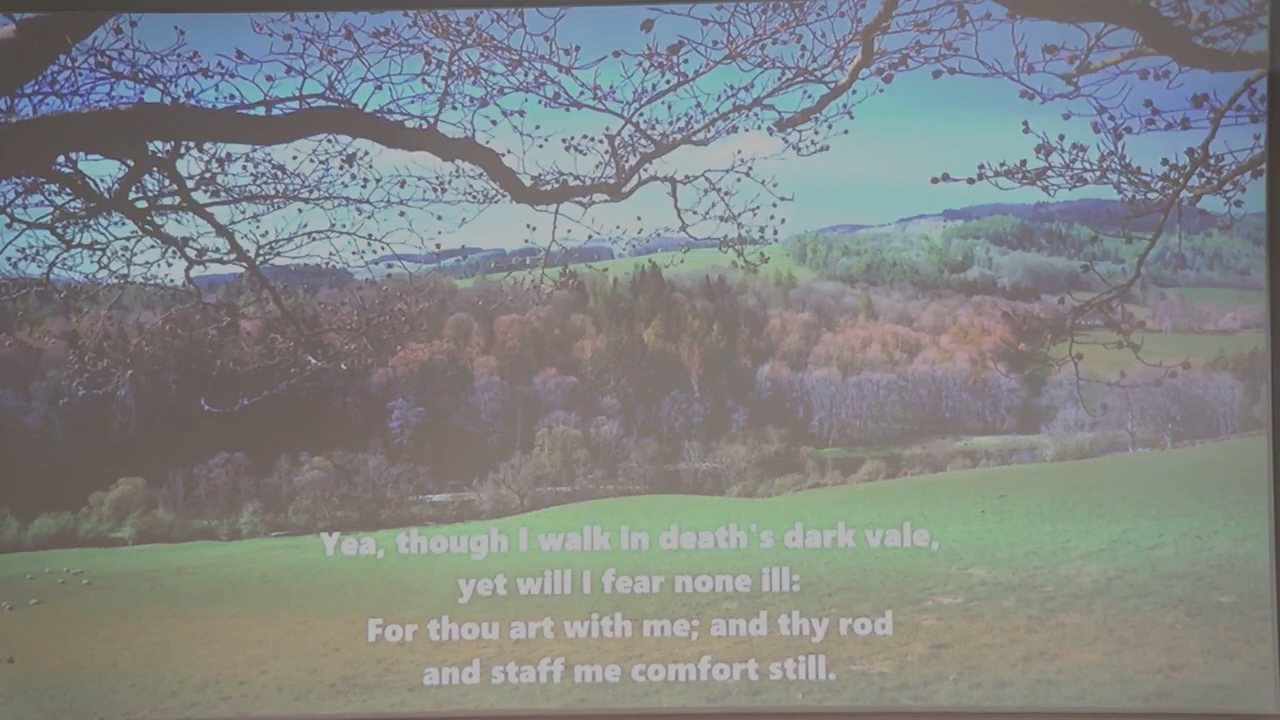 Yea, though I walk in death's dark vale,
yet will I fear none ill:
For thou art with me; and thy rod
and staff me comfort still.